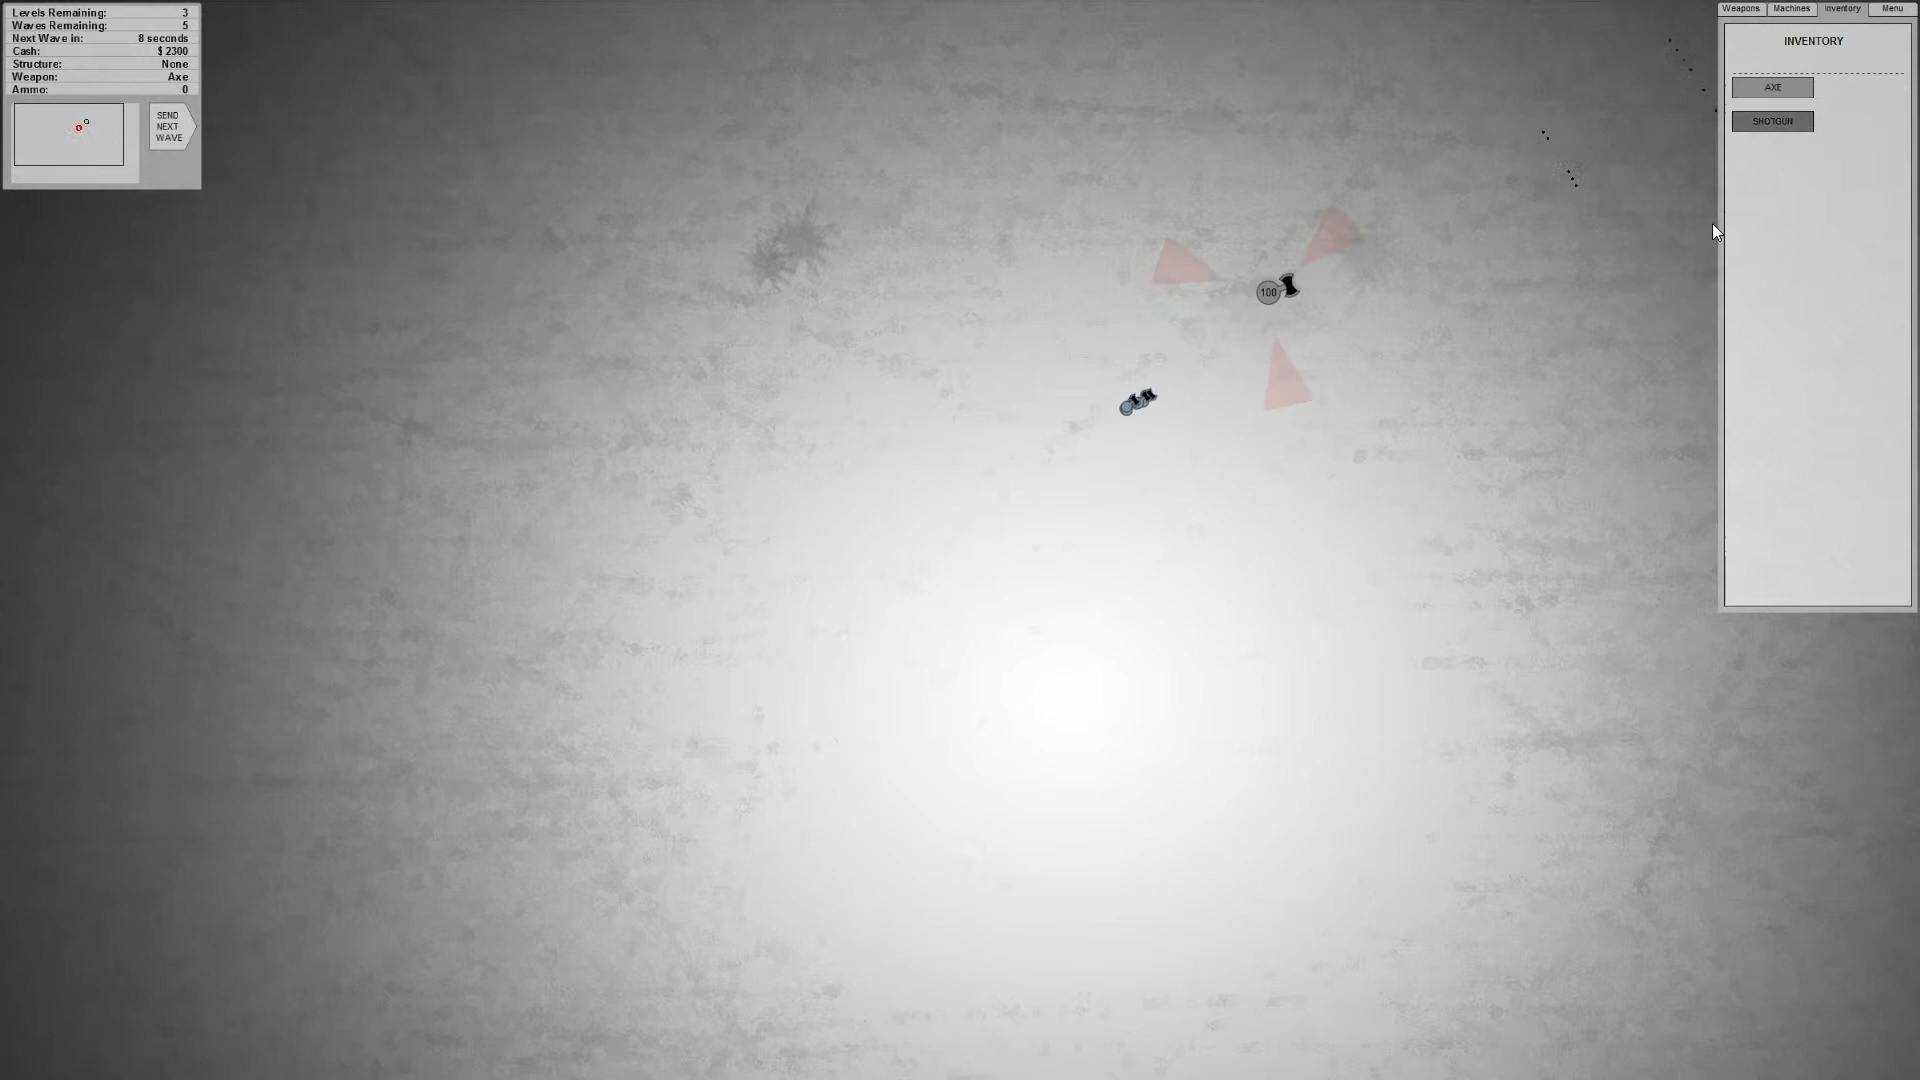 Levels Remaining: 3
Waves Remaining: 5
Next Wave in: 8 seconds
Cash: $ 2300
Structure: None
Weapon: Axe
Ammo: 0
SEND
NEXT
WAVE
Weapons Machines Inventory Menu
INVENTORY
AXE
SHOTGUN
100